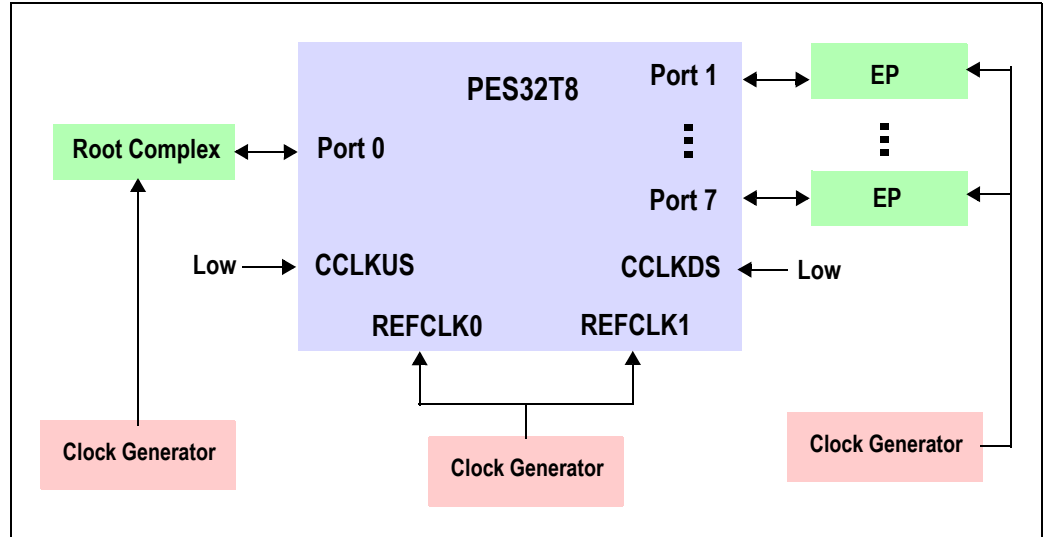 PES32T8
Port 1
EP
Root Complex
Port 0
Port 7
EP
Low
CCLKUS
CCLKDS
Low
REFCLK0
REFCLK1
Clock Generator
Clock Generator
Clock Generator